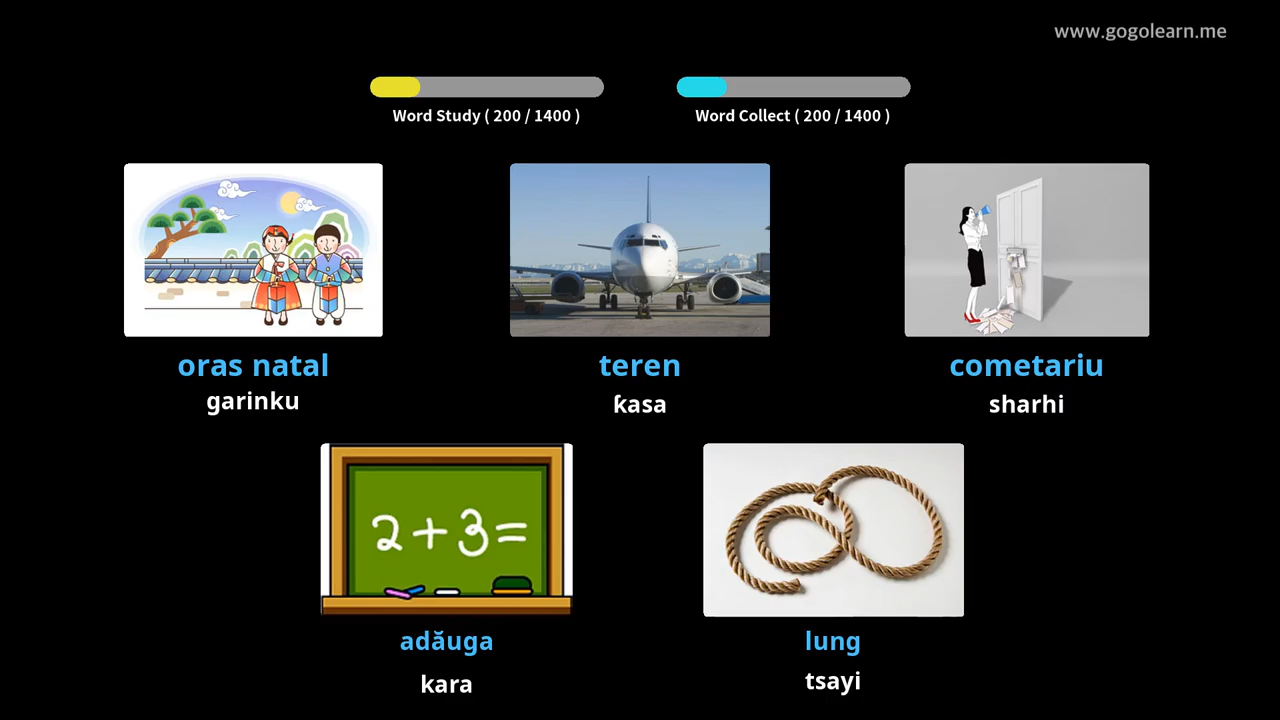 www.gogolearn.me
Word Study ( 200 / 1400 )
Word Collect ( 200 / 1400 )
oras natal
garinku
teren
ƙasa
cometariu
sharhi
2+3=
adăuga
kara
lung
tsayi